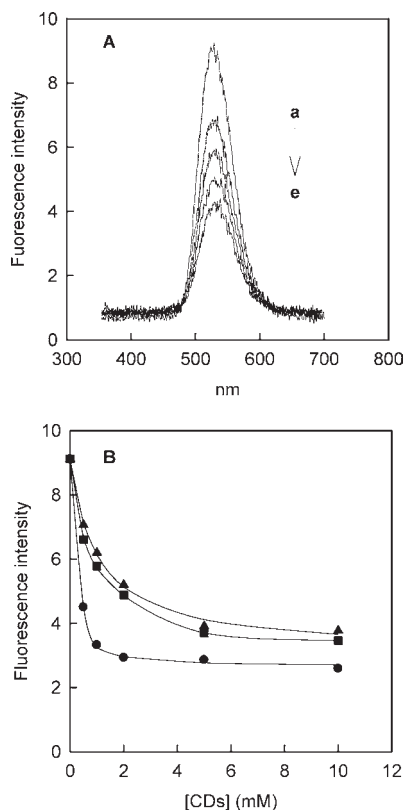 A
10
8
6
4
2
0
Fuorescence intensity
a
e
300 400 500 600 700 800
nm
B
10
8
6
4
2
0
Fluorescence intensity
0 2 4 6 8 10 12
[CDs] (mM)